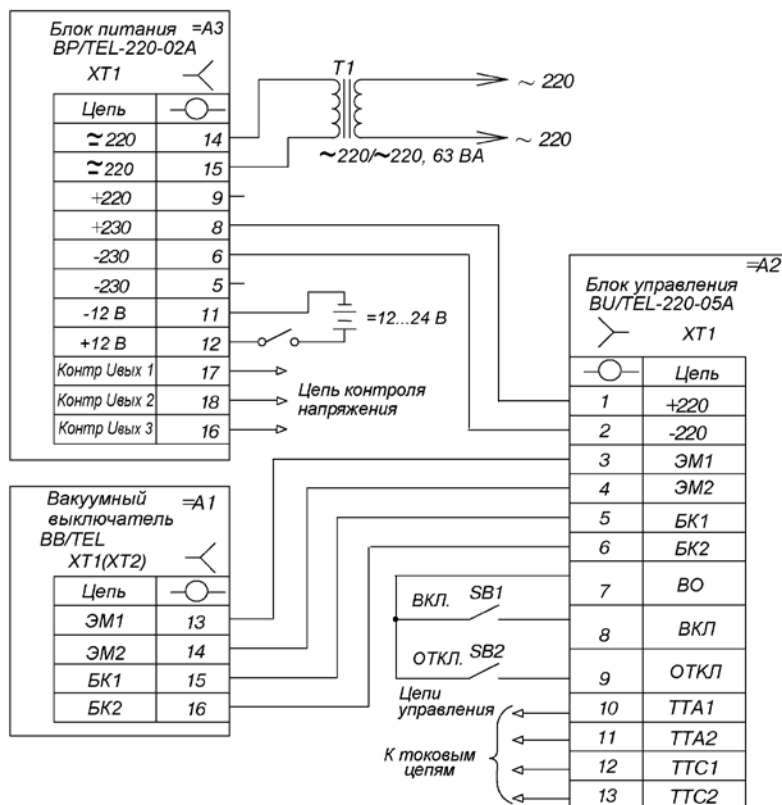 Блок питания =А3
BP/TEL-220-02A
XT1
Цепь
≃220 14
≃220 15
+220 9
+230 8
-230 6
-230 5
-12 В 11
+12 В 12
Контр Uвых 1 17
Контр Uвых 2 18
Контр Uвых 3 16
T1
~ 220
~ 220
~220/~220, 63 ВА
=12...24 В
Цепь контроля
напряжения
Вакуумный =А1
выключатель
BB/TEL
XT1(XT2)
Цепь
ЭМ1 13
ЭМ2 14
БК1 15
БК2 16
=А2
Блок управления
BU/TEL-220-05A
XT1
Цепь
1 +220
2 -220
3 ЭМ1
4 ЭМ2
5 БК1
6 БК2
7 ВО
8 ВКЛ
9 ОТКЛ
10 ТТА1
11 ТТА2
12 ТТС1
13 ТТС2
ВКЛ. SB1
ОТКЛ. SB2
Цепи
управления
К токовым
цепям